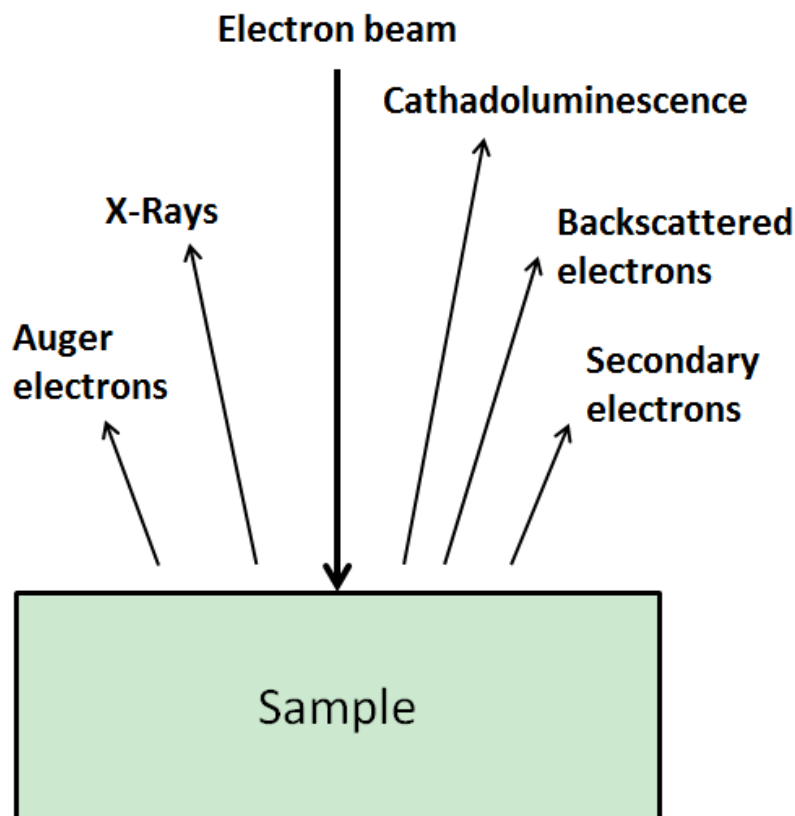 Electron beam
Cathadoluminescence
X-Rays
Backscattered
electrons
Auger
electrons
Secondary
electrons
Sample